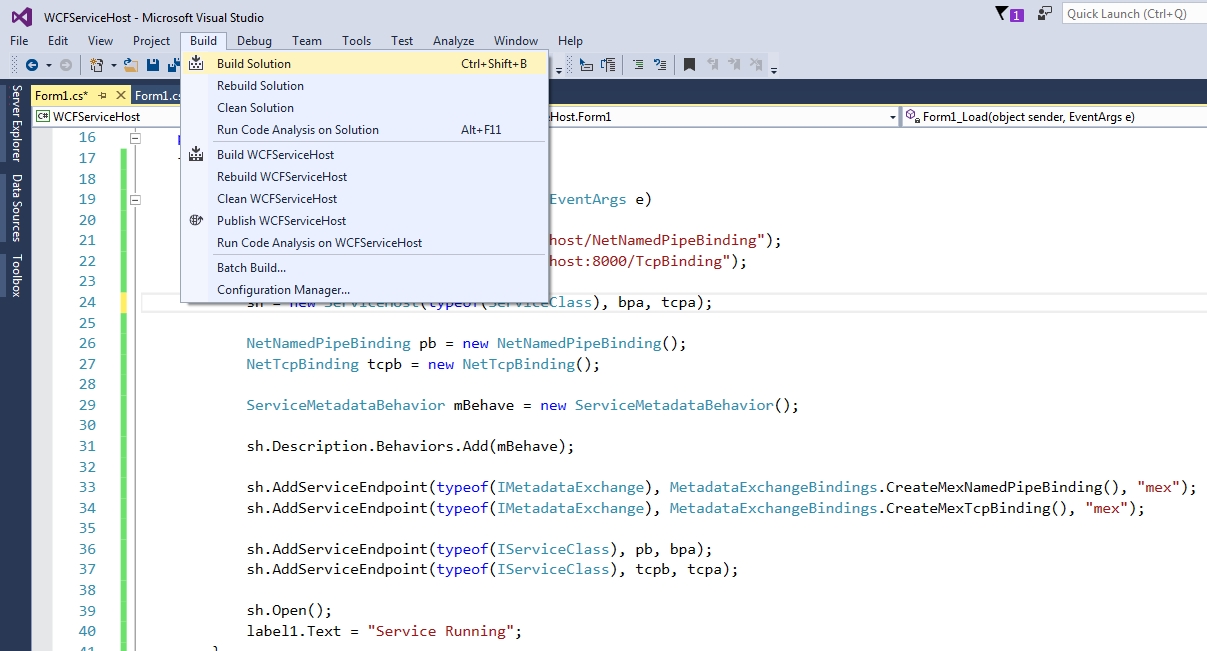 WCFServiceHost - Microsoft Visual Studio
1
Quick Launch (Ctrl+Q)
File Edit View Project Build Debug Team Tools Test Analyze Window Help
Form1.cs* Form1.cs
WCFServiceHost Host.Form1 Form1_Load(object sender, EventArgs e)
Server Explorer
Data Sources
Toolbox
Build Solution Ctrl+Shift+B
Rebuild Solution
Clean Solution
Run Code Analysis on Solution Alt+F11
Build WCFServiceHost
Rebuild WCFServiceHost
Clean WCFServiceHost
Publish WCFServiceHost
Run Code Analysis on WCFServiceHost
Batch Build...
Configuration Manager...
16
17
18
19 EventArgs e)
20
21 host/NetNamedPipeBinding");
22 host:8000/TcpBinding");
23
24 sh = new ServiceHost(typeof(ServiceClass), bpa, tcpa);
25
26 NetNamedPipeBinding pb = new NetNamedPipeBinding();
27 NetTcpBinding tcpb = new NetTcpBinding();
28
29 ServiceMetadataBehavior mBehave = new ServiceMetadataBehavior();
30
31 sh.Description.Behaviors.Add(mBehave);
32
33 sh.AddServiceEndpoint(typeof(IMetadataExchange), MetadataExchangeBindings.CreateMexNamedPipeBinding(), "mex");
34 sh.AddServiceEndpoint(typeof(IMetadataExchange), MetadataExchangeBindings.CreateMexTcpBinding(), "mex");
35
36 sh.AddServiceEndpoint(typeof(IServiceClass), pb, bpa);
37 sh.AddServiceEndpoint(typeof(IServiceClass), tcpb, tcpa);
38
39 sh.Open();
40 label1.Text = "Service Running";
41 }